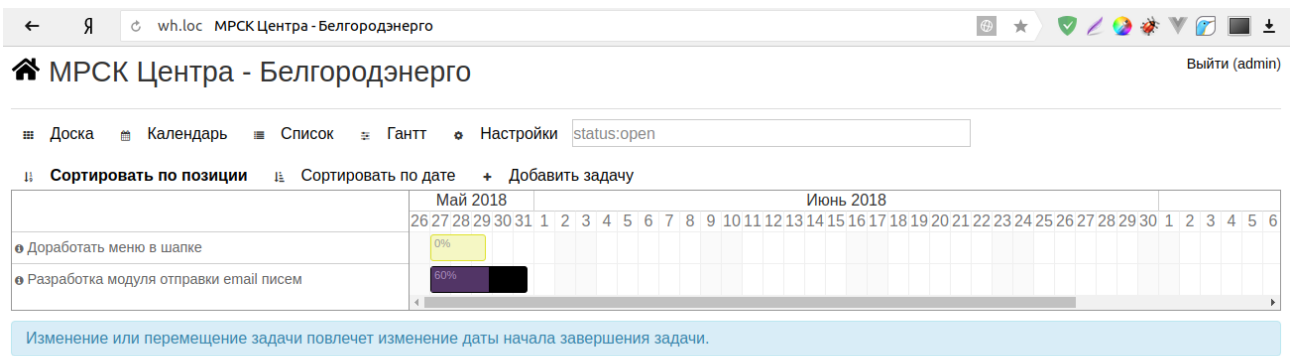 Я wh.loc МРСК Центра - Белгородэнерго
МРСК Центра - Белгородэнерго Выйти (admin)
Доска Календарь Список Гантт Настройки status:open
Сортировать по позиции Сортировать по дате + Добавить задачу
Май 2018 Июнь 2018
26 27 28 29 30 31 1 2 3 4 5 6 7 8 9 10 11 12 13 14 15 16 17 18 19 20 21 22 23 24 25 26 27 28 29 30 1 2 3 4 5 6
Доработать меню в шапке 0%
Разработка модуля отправки email писем 60%
Изменение или перемещение задачи повлечет изменение даты начала завершения задачи.